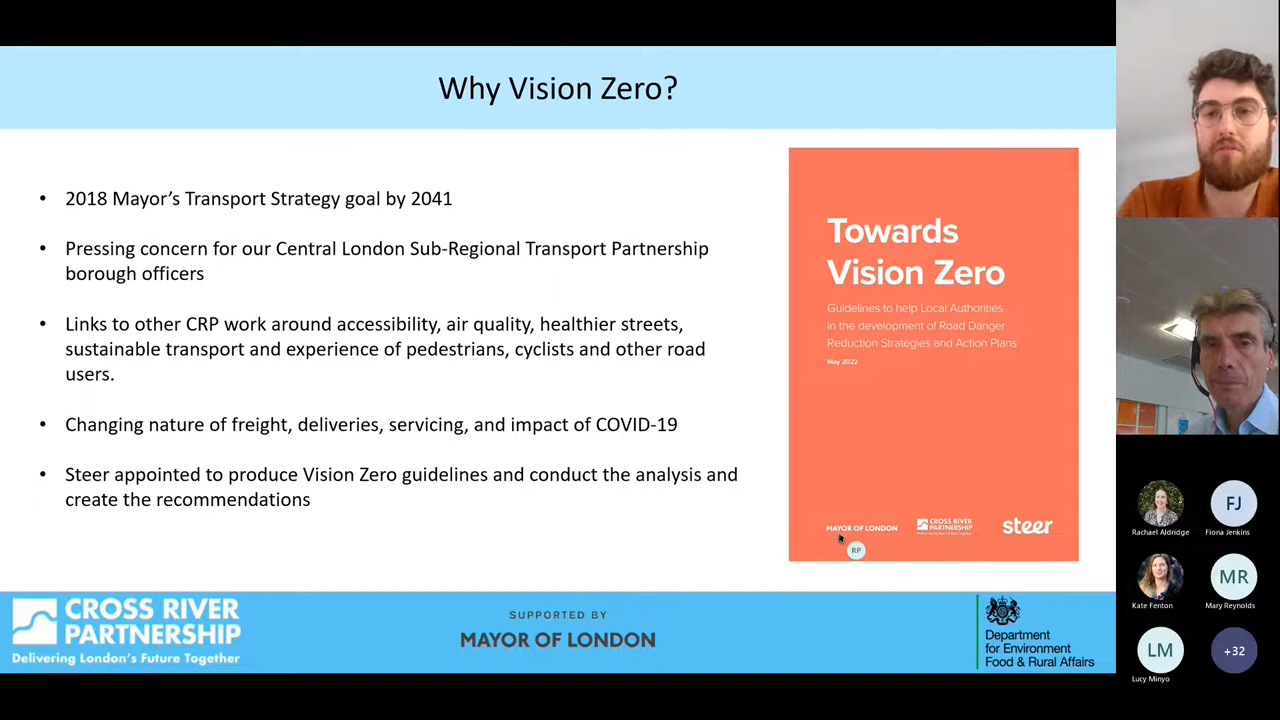 Why Vision Zero?
• 2018 Mayor's Transport Strategy goal by 2041
• Pressing concern for our Central London Sub-Regional Transport Partnership
borough officers
• Links to other CRP work around accessibility, air quality, healthier streets,
sustainable transport and experience of pedestrians, cyclists and other road
users.
• Changing nature of freight, deliveries, servicing, and impact of COVID-19
• Steer appointed to produce Vision Zero guidelines and conduct the analysis and
create the recommendations
Towards
Vision Zero
Guidelines to help Local Authorities
in the development of Road Danger
Reduction Strategies and Action Plans
May 2022
MAYOR OF LONDON
CROSS RIVER
PARTNERSHIP
steer
RP
CROSS RIVER
PARTNERSHIP
Delivering London's Future Together
SUPPORTED BY
MAYOR OF LONDON
Department
for Environment
Food & Rural Affairs
FJ
Rachael Aldridge
Fiona Jenkins
MR
Kate Fenton
Mary Reynolds
LM
+32
Lucy Minyo